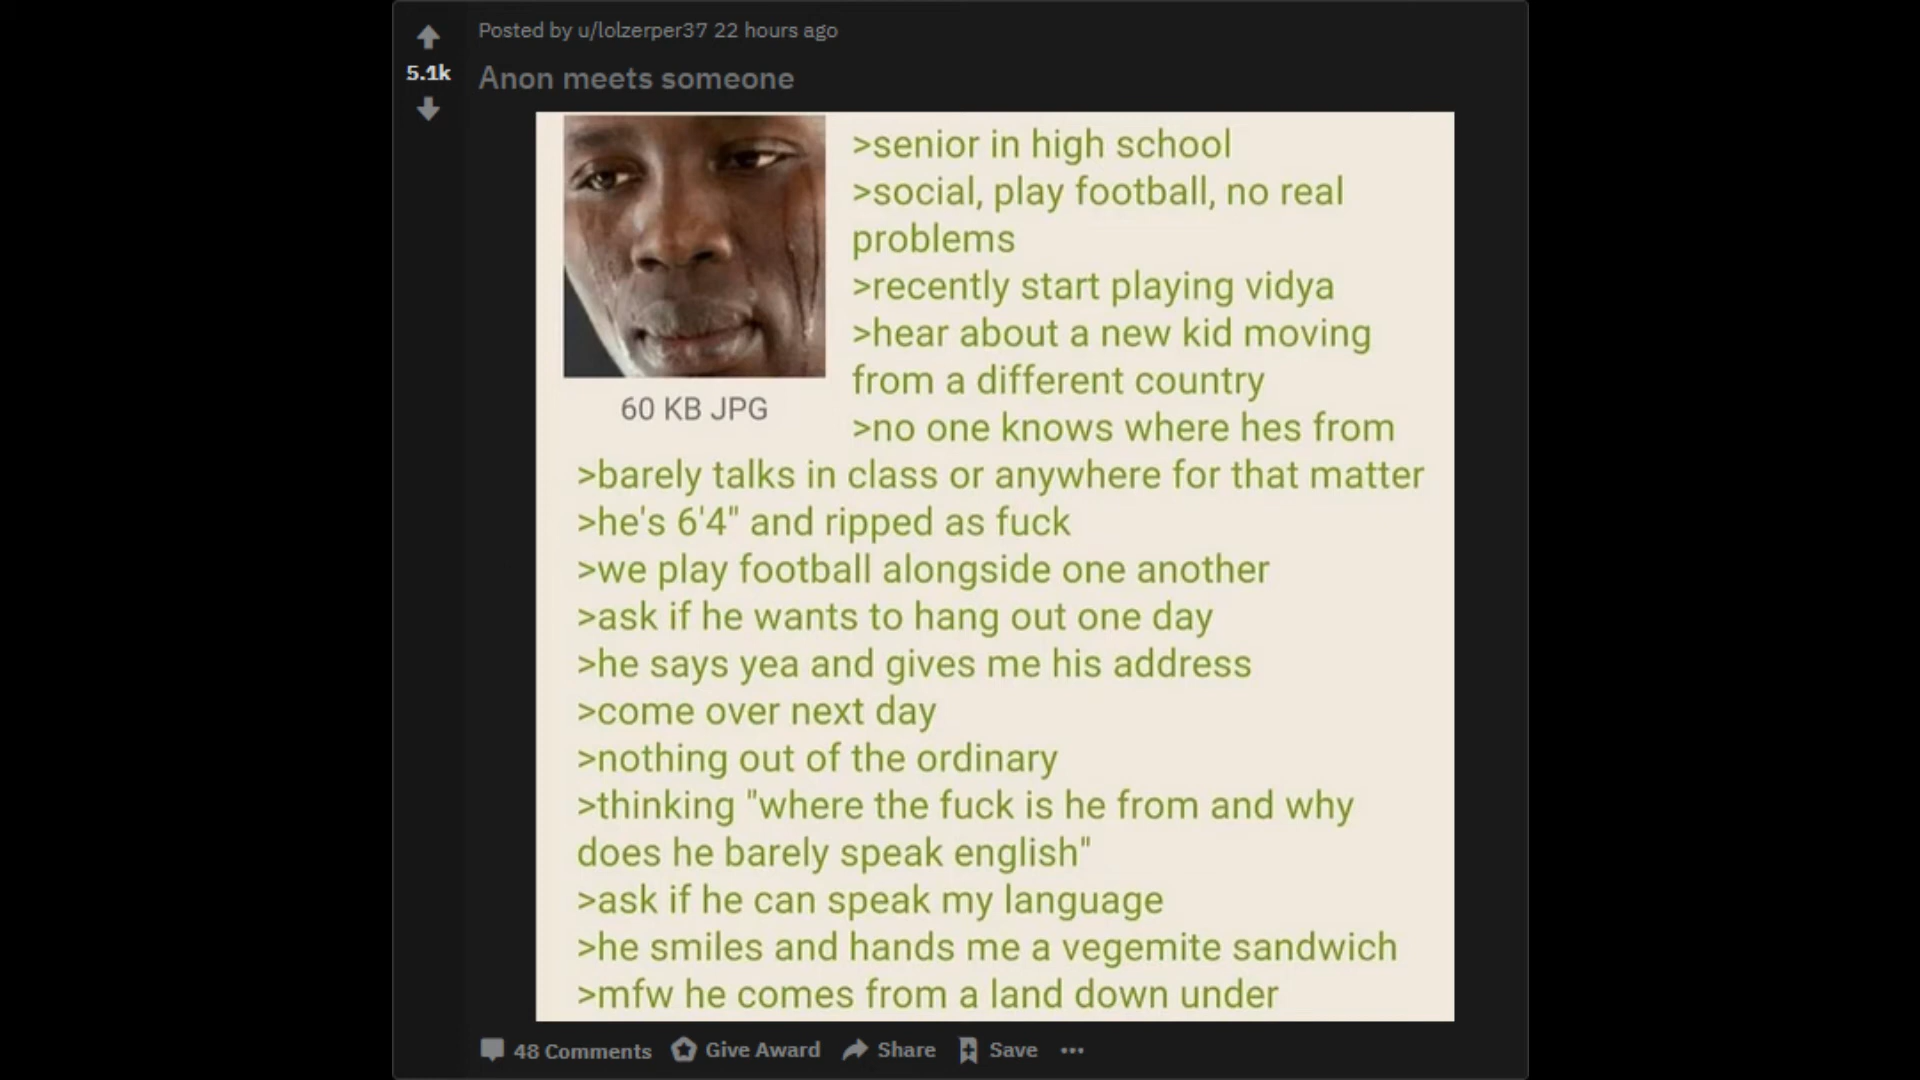 Posted by u/lolzerper37 22 hours ago
5.1k
Anon meets someone
>senior in high school
>social, play football, no real
problems
>recently start playing vidya
>hear about a new kid moving
from a different country
60 KB JPG
>no one knows where hes from
>barely talks in class or anywhere for that matter
>he's 6'4" and ripped as fuck
>we play football alongside one another
>ask if he wants to hang out one day
>he says yea and gives me his address
>come over next day
>nothing out of the ordinary
>thinking "where the fuck is he from and why
does he barely speak english"
>ask if he can speak my language
>he smiles and hands me a vegemite sandwich
>mfw he comes from a land down under
48 Comments Give Award Share Save